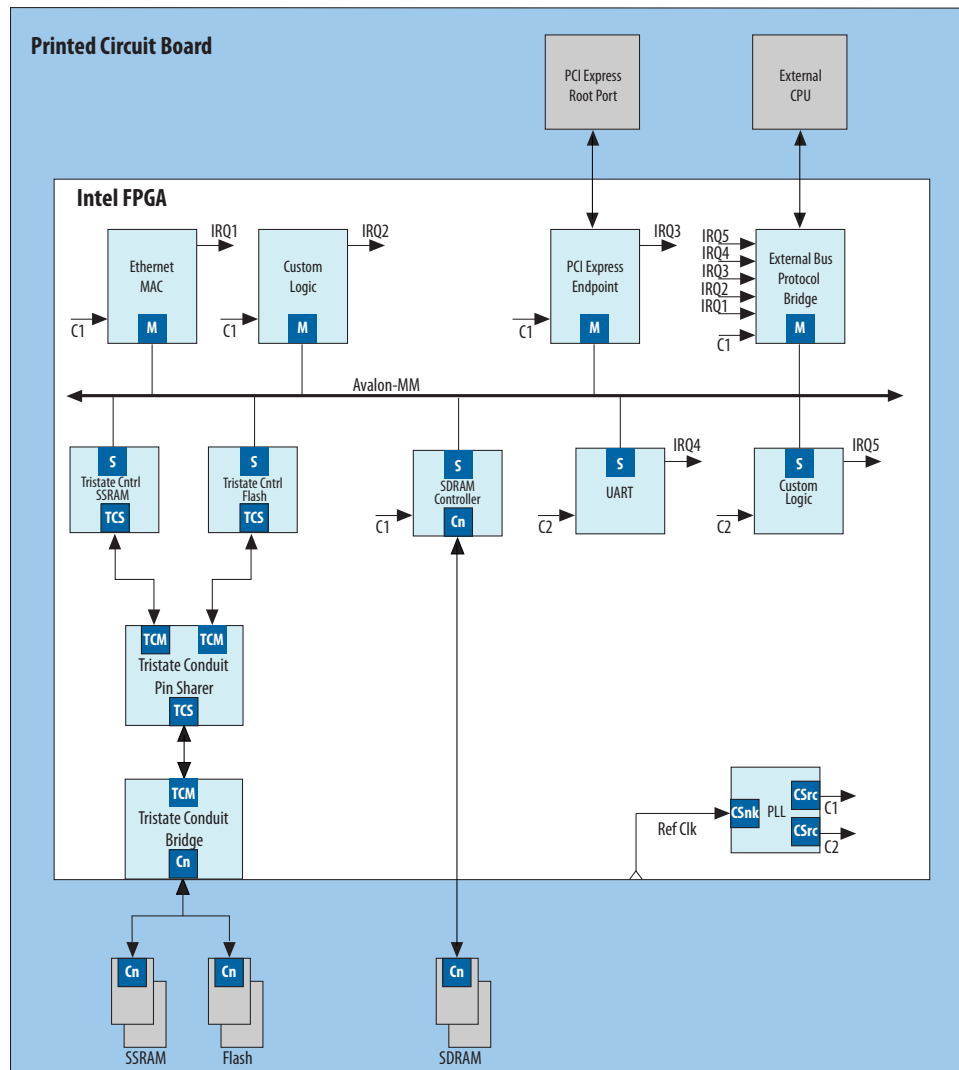 Printed Circuit Board
PCI Express
Root Port
External
CPU
Intel FPGA
IRQ1
IRQ2
IRQ3
IRQ5
IRQ4
IRQ3
IRQ2
IRQ1
Ethernet
MAC
Custom
Logic
PCI Express
Endpoint
External Bus
Protocol
Bridge
C1
C1
C1
C1
M
M
M
M
Avalon-MM
S
Tristate Cntrl
SSRAM
TCS
S
Tristate Cntrl
Flash
TCS
S
SDRAM
Controller
Cn
C1
S
UART
IRQ4
C2
S
Custom
Logic
IRQ5
C2
TCM
TCM
Tristate Conduit
Pin Sharer
TCS
TCM
Tristate Conduit
Bridge
Cn
Ref Clk
CSnk
PLL
CSrc
C1
CSrc
C2
Cn
Cn
Cn
SSRAM
Flash
SDRAM